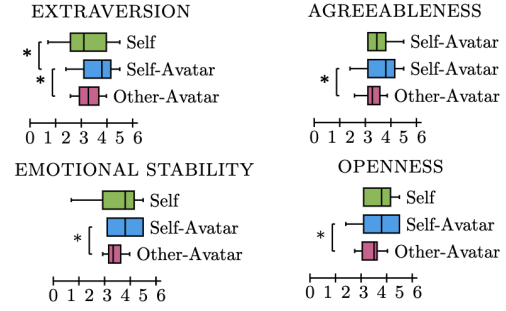 EXTRAVERSION
Self
* Self-Avatar
* Other-Avatar
0 1 2 3 4 5 6
AGREEABLENESS
Self
Self-Avatar
* Other-Avatar
0 1 2 3 4 5 6
EMOTIONAL STABILITY
Self
Self-Avatar
* Other-Avatar
0 1 2 3 4 5 6
OPENNESS
Self
Self-Avatar
* Other-Avatar
0 1 2 3 4 5 6